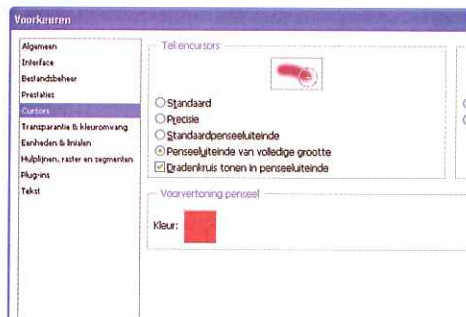 Voorkeuren
Algemeen
Interface
Bestandsbeheer
Prestaties
Cursors
Transparantie & kleuromvang
Eenheden & linialen
Hulplijnen, raster en segmenten
Plug-ins
Tekst
Tekencursors
Standaard
Precisie
Standaardpenseeluiteinde
Penseeluiteinde van volledige grootte
Dradenkruis tonen in penseeluiteinde
Voorvertoning penseel
Kleur: